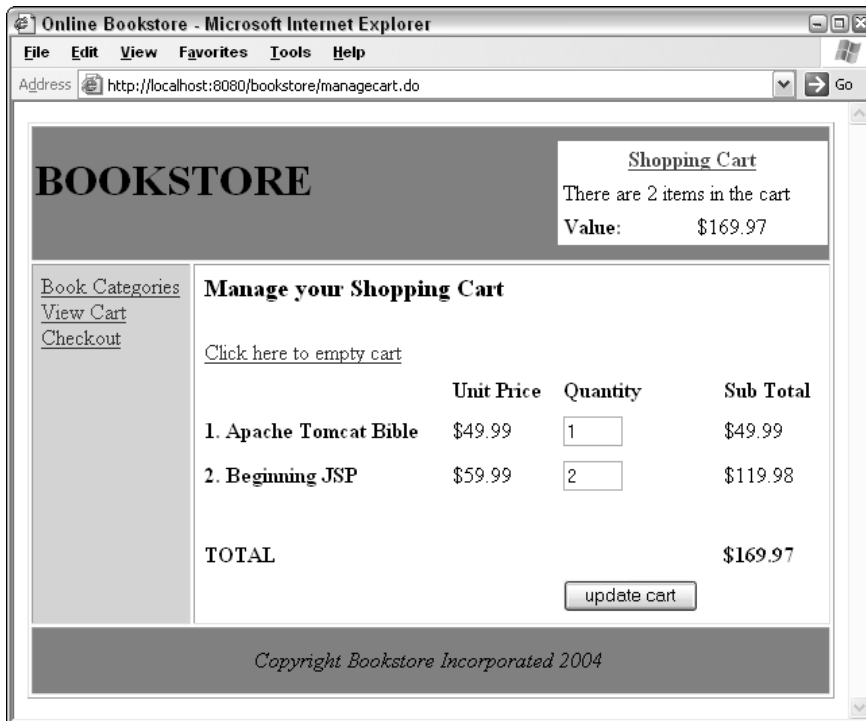 Online Bookstore - Microsoft Internet Explorer
File Edit View Favorites Tools Help
Address http://localhost:8080/bookstore/managecart.do Go
BOOKSTORE
Shopping Cart
There are 2 items in the cart
Value: $169.97
Book Categories
View Cart
Checkout
Manage your Shopping Cart
Click here to empty cart
Unit Price Quantity Sub Total
1. Apache Tomcat Bible $49.99 1 $49.99
2. Beginning JSP $59.99 2 $119.98
TOTAL $169.97
update cart
Copyright Bookstore Incorporated 2004